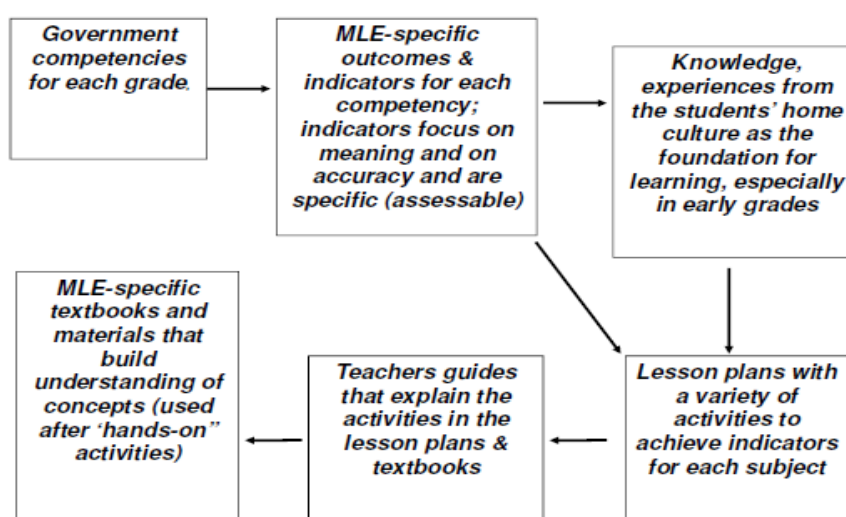 Government
competencies
for each grade.
MLE-specific
outcomes &
indicators for each
competency;
indicators focus on
meaning and on
accuracy and are
specific (assessable)
Knowledge,
experiences from
the students' home
culture as the
foundation for
learning, especially
in early grades
MLE-specific
textbooks and
materials that
build
understanding of
concepts (used
after ‘hands-on”
activities)
Teachers guides
that explain the
activities in the
lesson plans &
textbooks
Lesson plans with
a variety of
activities to
achieve indicators
for each subject